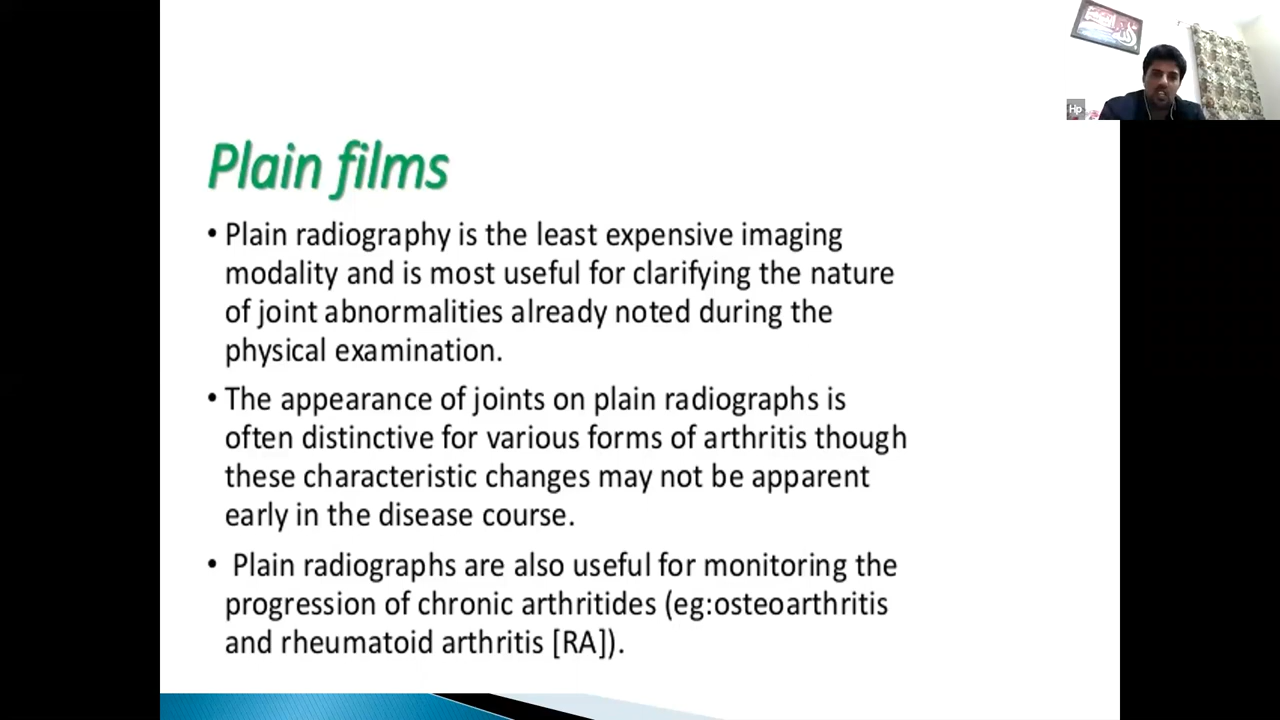 Plain films
• Plain radiography is the least expensive imaging
modality and is most useful for clarifying the nature
of joint abnormalities already noted during the
physical examination.
• The appearance of joints on plain radiographs is
often distinctive for various forms of arthritis though
these characteristic changes may not be apparent
early in the disease course.
• Plain radiographs are also useful for monitoring the
progression of chronic arthritides (eg:osteoarthritis
and rheumatoid arthritis [RA]).
Hp